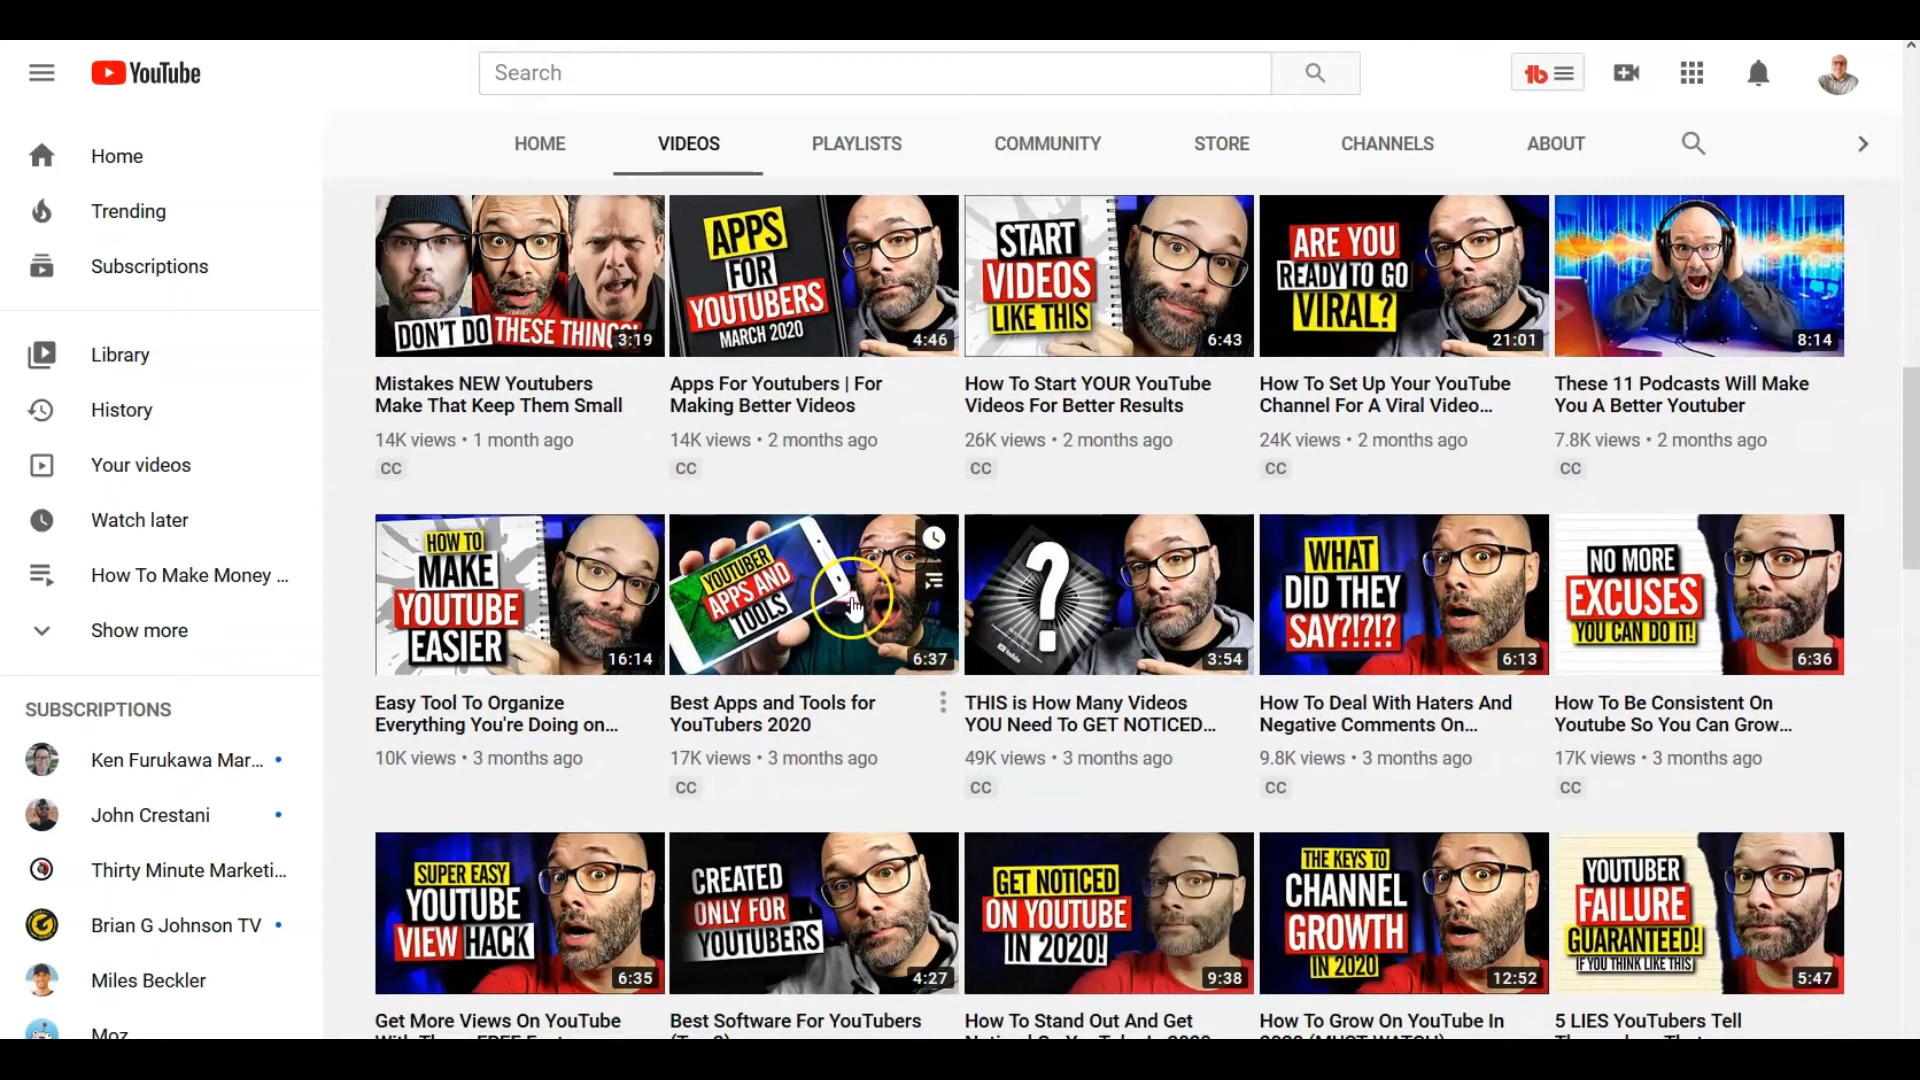 YouTube
Search
Home
Trending
Subscriptions
Library
History
Your videos
Watch later
How To Make Money ...
Show more
SUBSCRIPTIONS
Ken Furukawa Mar...
John Crestani
Thirty Minute Marketi...
Brian G Johnson TV
Miles Beckler
Moz
HOME VIDEOS PLAYLISTS COMMUNITY STORE CHANNELS ABOUT
DON'T DO THESE THINGS!
3:19
APPS
FOR
YOUTUBERS
MARCH 2020
4:46
START
VIDEOS
LIKE THIS
6:43
ARE YOU
READY TO GO
VIRAL?
21:01
8:14
Mistakes NEW Youtubers
Make That Keep Them Small
14K views • 1 month ago
CC
Apps For Youtubers | For
Making Better Videos
14K views • 2 months ago
CC
How To Start YOUR YouTube
Videos For Better Results
26K views • 2 months ago
CC
How To Set Up Your YouTube
Channel For A Viral Video...
24K views • 2 months ago
CC
These 11 Podcasts Will Make
You A Better Youtuber
7.8K views • 2 months ago
CC
HOW TO
MAKE
YOUTUBE
EASIER
16:14
YOUTUBER
APPS AND
TOOLS
6:37
?
3:54
WHAT
DID THEY
SAY?!?!?
6:13
NO MORE
EXCUSES
YOU CAN DO IT!
6:36
Easy Tool To Organize
Everything You're Doing on...
10K views • 3 months ago
Best Apps and Tools for
YouTubers 2020
17K views • 3 months ago
CC
THIS is How Many Videos
YOU Need To GET NOTICED...
49K views • 3 months ago
CC
How To Deal With Haters And
Negative Comments On...
9.8K views • 3 months ago
CC
How To Be Consistent On
Youtube So You Can Grow...
17K views • 3 months ago
CC
SUPER EASY
YOUTUBE
VIEW HACK
6:35
CREATED
ONLY FOR
YOUTUBERS
4:27
GET NOTICED
ON YOUTUBE
IN 2020!
9:38
THE KEYS TO
CHANNEL
GROWTH
IN 2020
12:52
YOUTUBER
FAILURE
GUARANTEED!
IF YOU THINK LIKE THIS
5:47
Get More Views On YouTube
Best Software For YouTubers
How To Stand Out And Get
How To Grow On YouTube In
2020 (MUST WATCH)
5 LIES YouTubers Tell